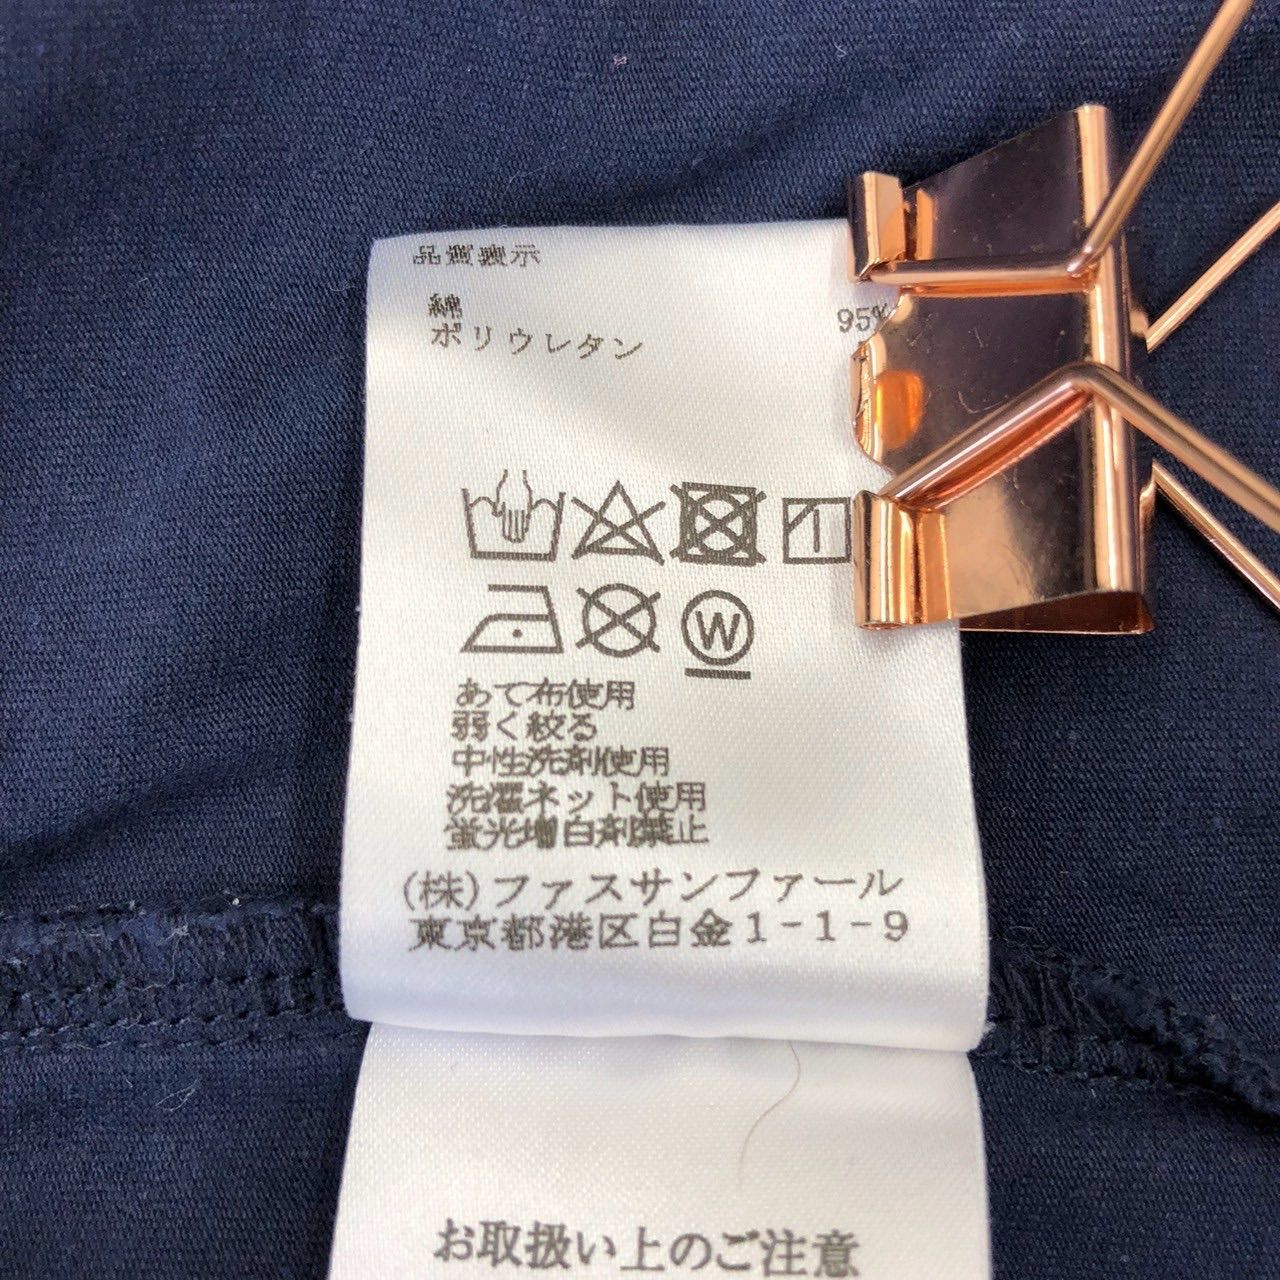 品質表示
綿 95%
ポリウレタン
W
あて布使用
弱く絞る
中性洗剤使用
洗濯ネット使用
蛍光増白剤禁止
(株)ファスサンファール
東京都港区白金1-1-9
お取扱い上のご注意